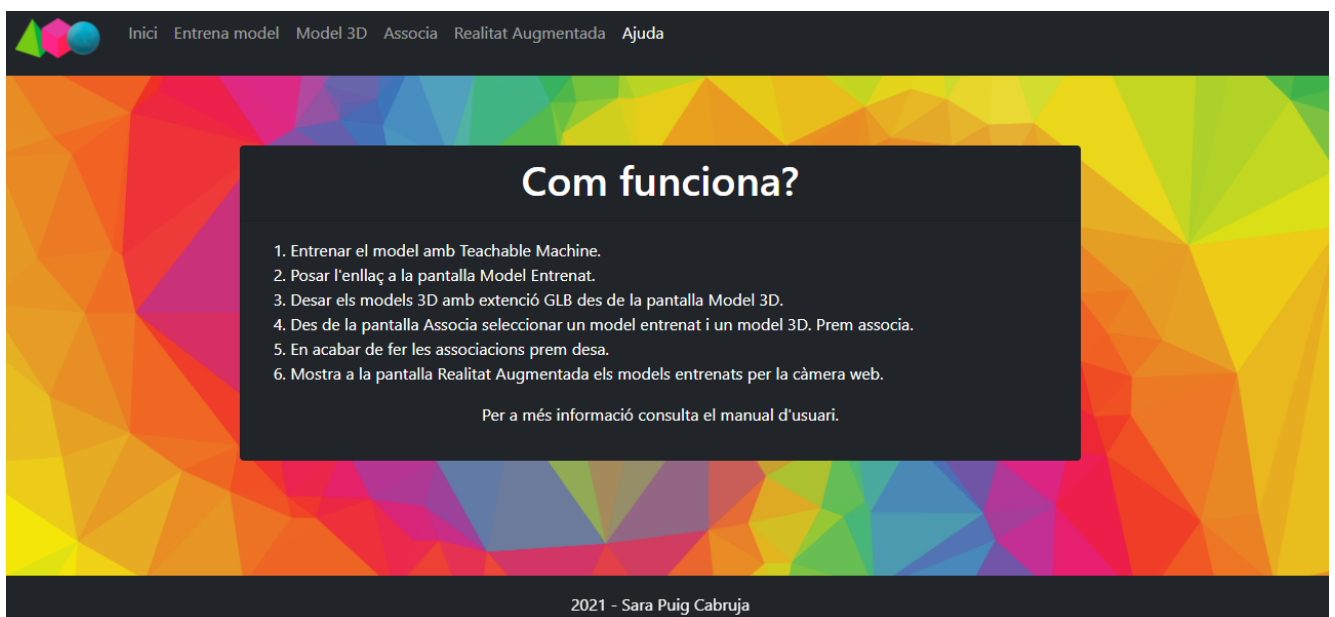 Inici Entrena model Model 3D Associa Realitat Augmentada Ajuda
Com funciona?
1. Entrenar el model amb Teachable Machine.
2. Posar l'enllaç a la pantalla Model Entrenat.
3. Desar els models 3D amb extenció GLB des de la pantalla Model 3D.
4. Des de la pantalla Associa seleccionar un model entrenat i un model 3D. Prem associa.
5. En acabar de fer les associacions prem desa.
6. Mostra a la pantalla Realitat Augmentada els models entrenats per la càmera web.
Per a més informació consulta el manual d'usuari.
2021 - Sara Puig Cabruja